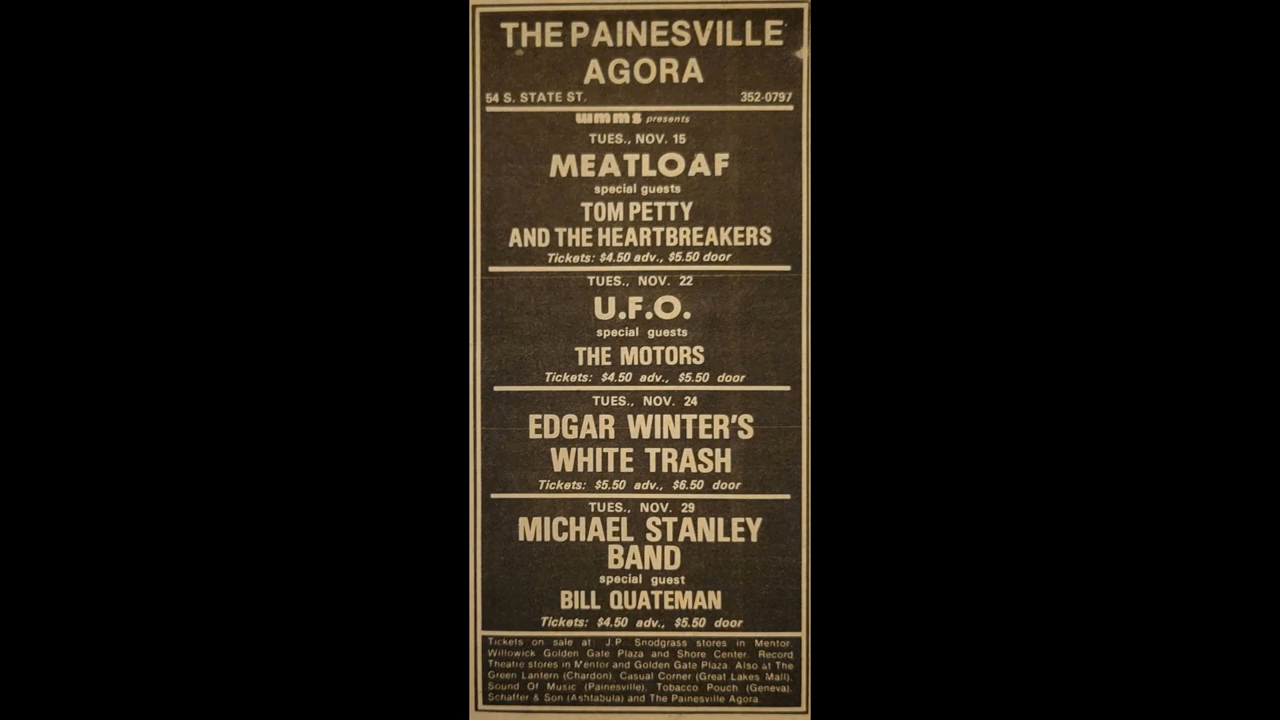 THE PAINESVILLE
AGORA
54 S. STATE ST. 352-0797
wmms presents
TUES., NOV. 15
MEATLOAF
special guests
TOM PETTY
AND THE HEARTBREAKERS
Tickets: $4.50 adv., $5.50 door
TUES., NOV. 22
U.F.O.
special guests
THE MOTORS
Tickets: $4.50 adv., $5.50 door
TUES., NOV. 24
EDGAR WINTER'S
WHITE TRASH
Tickets: $5.50 adv., $6.50 door
TUES., NOV. 29
MICHAEL STANLEY
BAND
special guest
BILL QUATEMAN
Tickets: $4.50 adv., $5.50 door
Tickets on sale at: J.P. Snodgrass stores in Mentor,
Willowick Golden Gate Plaza and Shore Center. Record
Theatre stores in Mentor and Golden Gate Plaza. Also at The
Green Lantern (Chardon). Casual Corner (Great Lakes Mall),
Sound Of Music (Painesville), Tobacco Pouch (Geneva),
Schaffer & Son (Ashtabula) and The Painesville Agora.